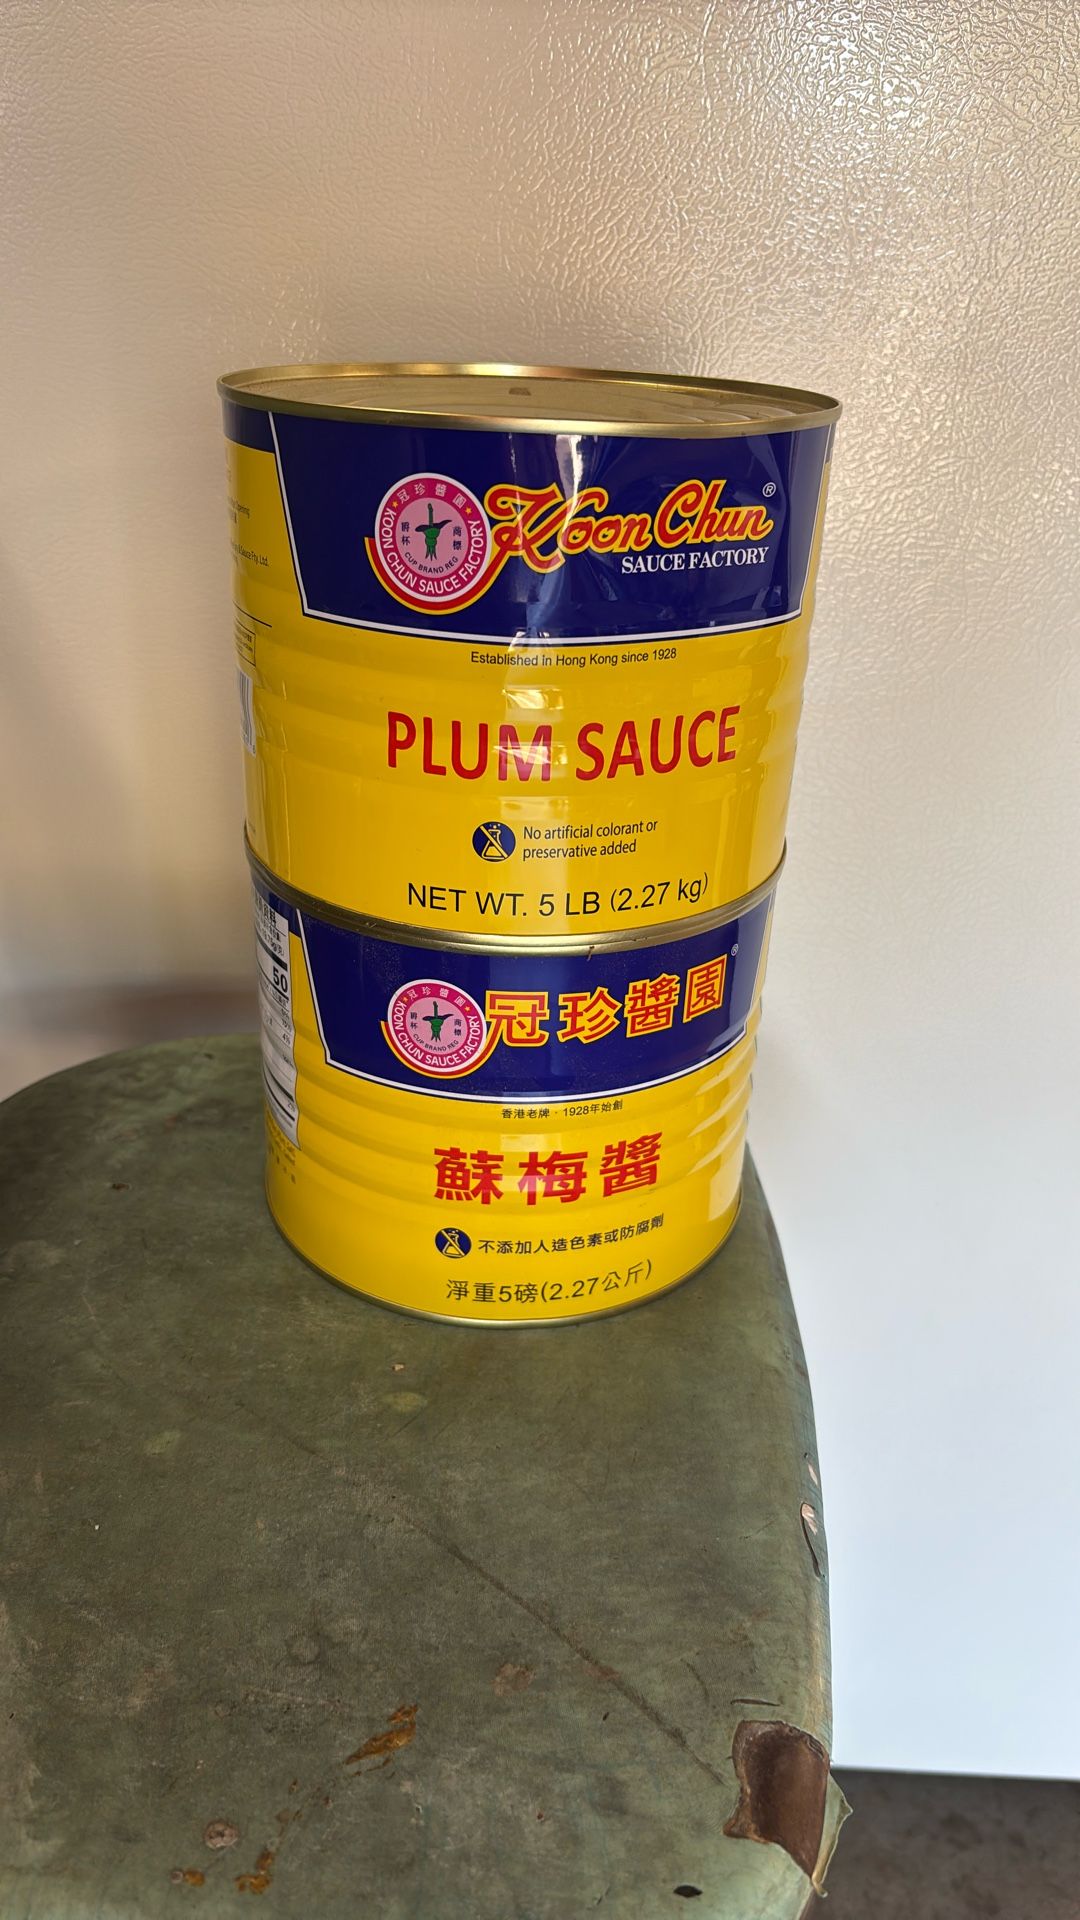 冠珍醬園
KOON CHUN SAUCE FACTORY
爵杯
商標
CUP BRAND REG
Koon Chun®
SAUCE FACTORY
Established in Hong Kong since 1928
PLUM SAUCE
No artificial colorant or
preservative added
NET WT. 5 LB (2.27 kg)
50
冠珍醬園
KOON CHUN SAUCE FACTORY
爵杯
商標
CUP BRAND REG
冠珍醬園®
香港老牌 · 1928年始創
蘇梅醬
不添加人造色素或防腐劑
淨重5磅(2.27公斤)